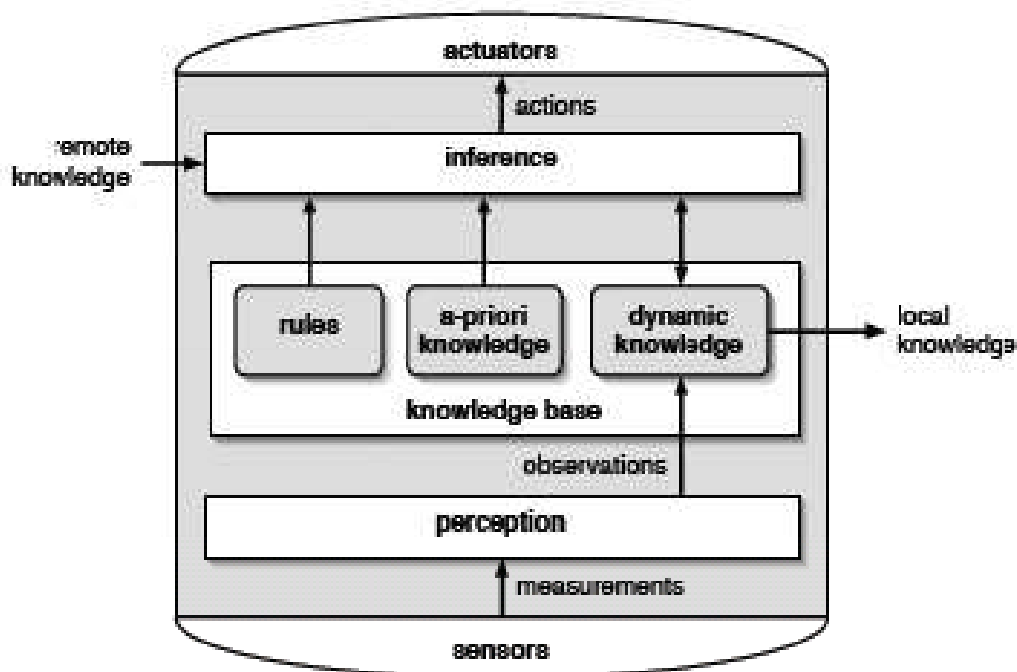 actuators
actions
remote
knowledge
inference
rules
a-priori
knowledge
dynamic
knowledge
local
knowledge
knowledge base
observations
perception
measurements
sensors